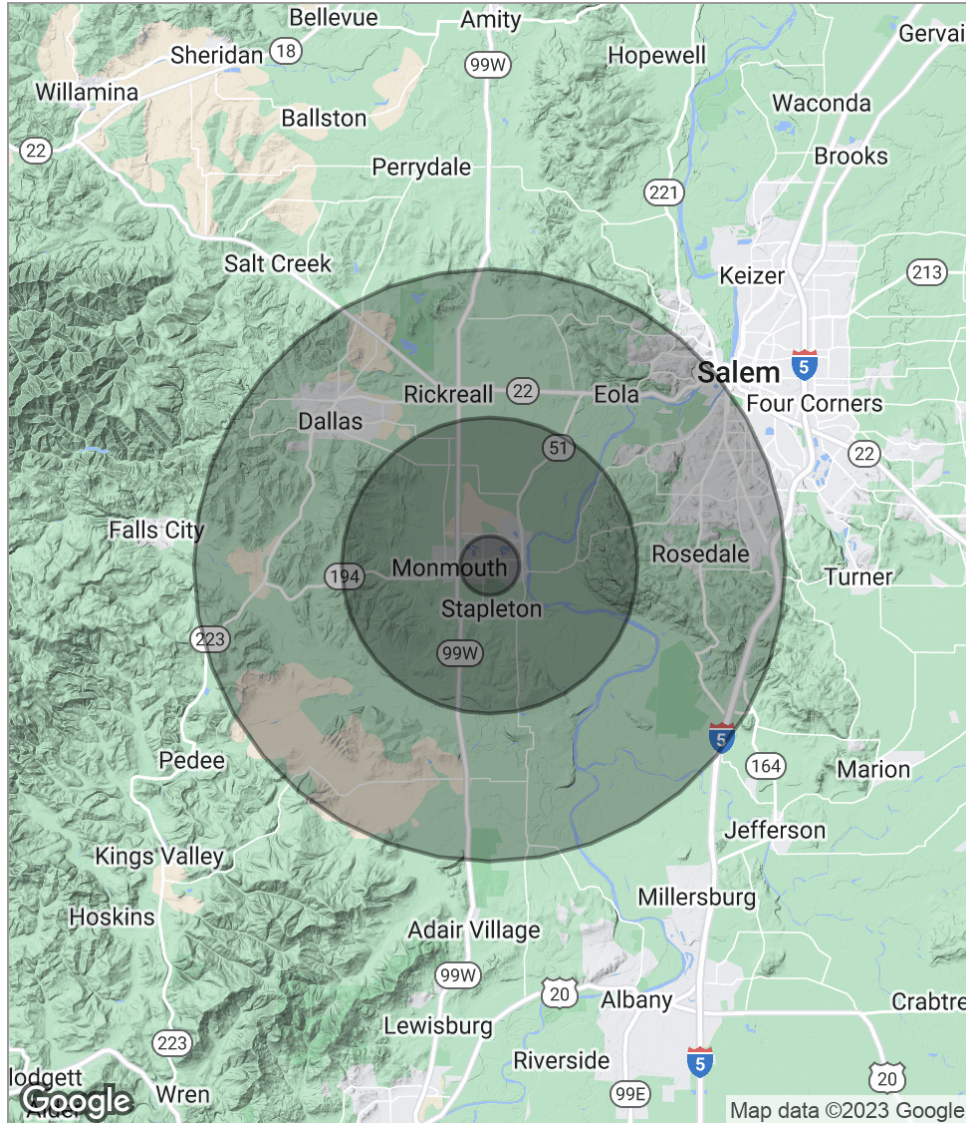 Bellevue
Amity
Sheridan
18
Hopewell
Gervai
99W
Willamina
Waconda
Ballston
22
Brooks
Perrydale
221
Salt Creek
Keizer
213
Salem
5
Rickreall
22
Eola
Four Corners
Dallas
51
22
Falls City
Rosedale
Monmouth
194
Turner
Stapleton
223
99W
5
Pedee
164
Marion
Jefferson
Kings Valley
Millersburg
Hoskins
Adair Village
99W
20
Albany
Crabtre
Lewisburg
223
Riverside
5
lodgett
20
Wren
99E
Google
Map data ©2023 Google